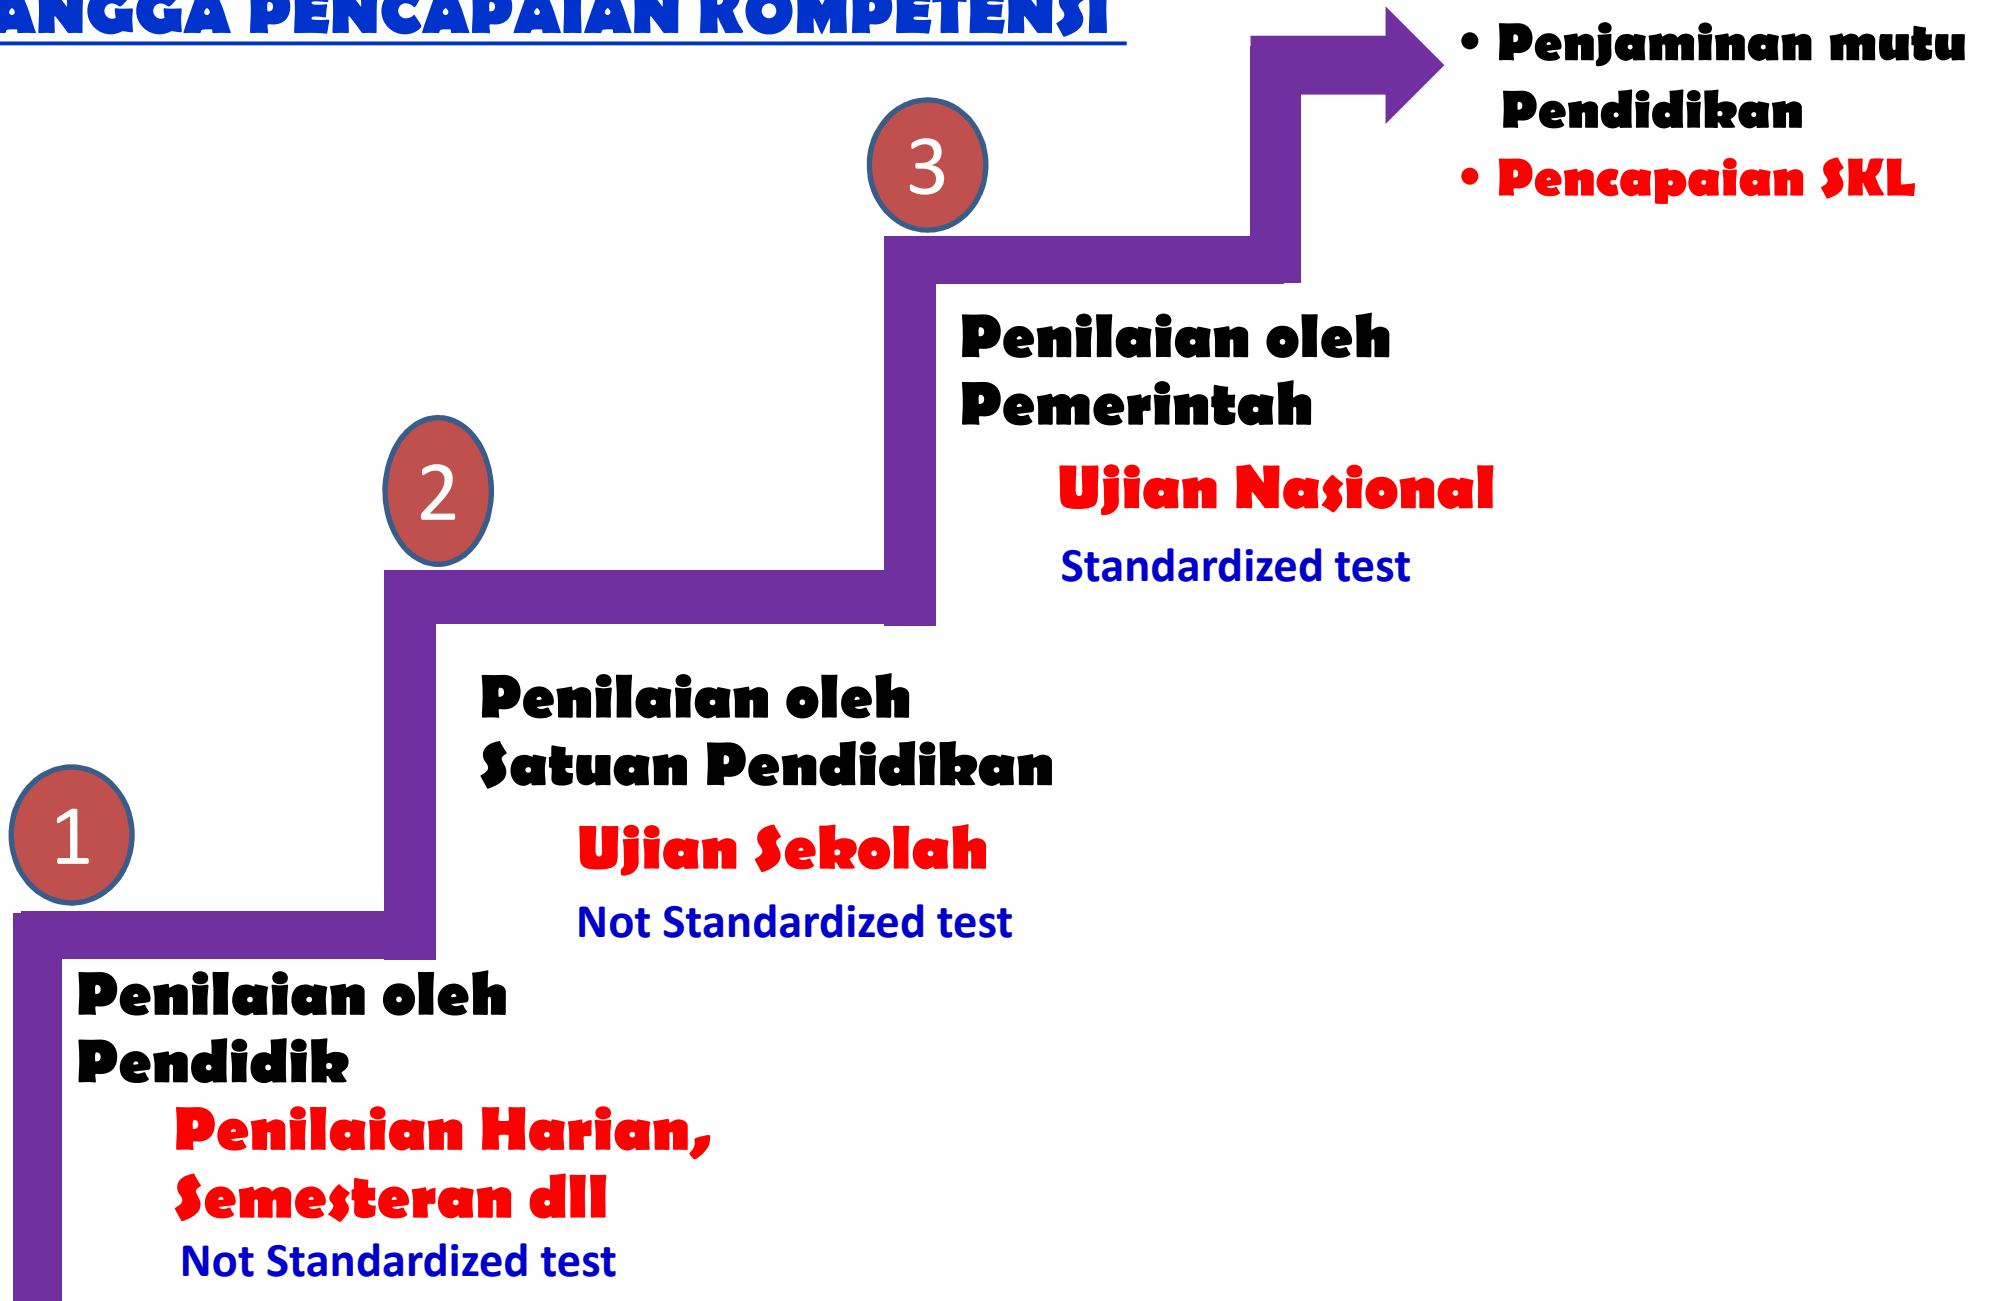 ANGGA PENCAPAIAN KOMPETENSI
• Penjaminan mutu
Pendidikan
• Pencapaian SKL
3
Penilaian oleh
Pemerintah
Ujian Nasional
Standardized test
2
Penilaian oleh
Satuan Pendidikan
Ujian Sekolah
Not Standardized test
1
Penilaian oleh
Pendidik
Penilaian Harian,
Semesteran dll
Not Standardized test